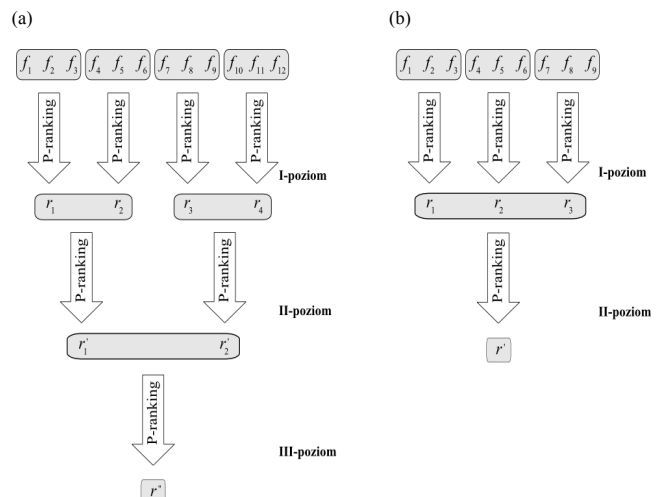 (a)
f₁ f₂ f₃ f₄ f₅ f₆ f₇ f₈ f₉ f₁₀ f₁₁ f₁₂
P-ranking P-ranking P-ranking P-ranking
I-poziom
r₁ r₂ r₃ r₄
P-ranking P-ranking
II-poziom
r₁' r₂'
P-ranking
III-poziom
r"
(b)
f₁ f₂ f₃ f₄ f₅ f₆ f₇ f₈ f₉
P-ranking P-ranking P-ranking
I-poziom
r₁ r₂ r₃
P-ranking
II-poziom
r'